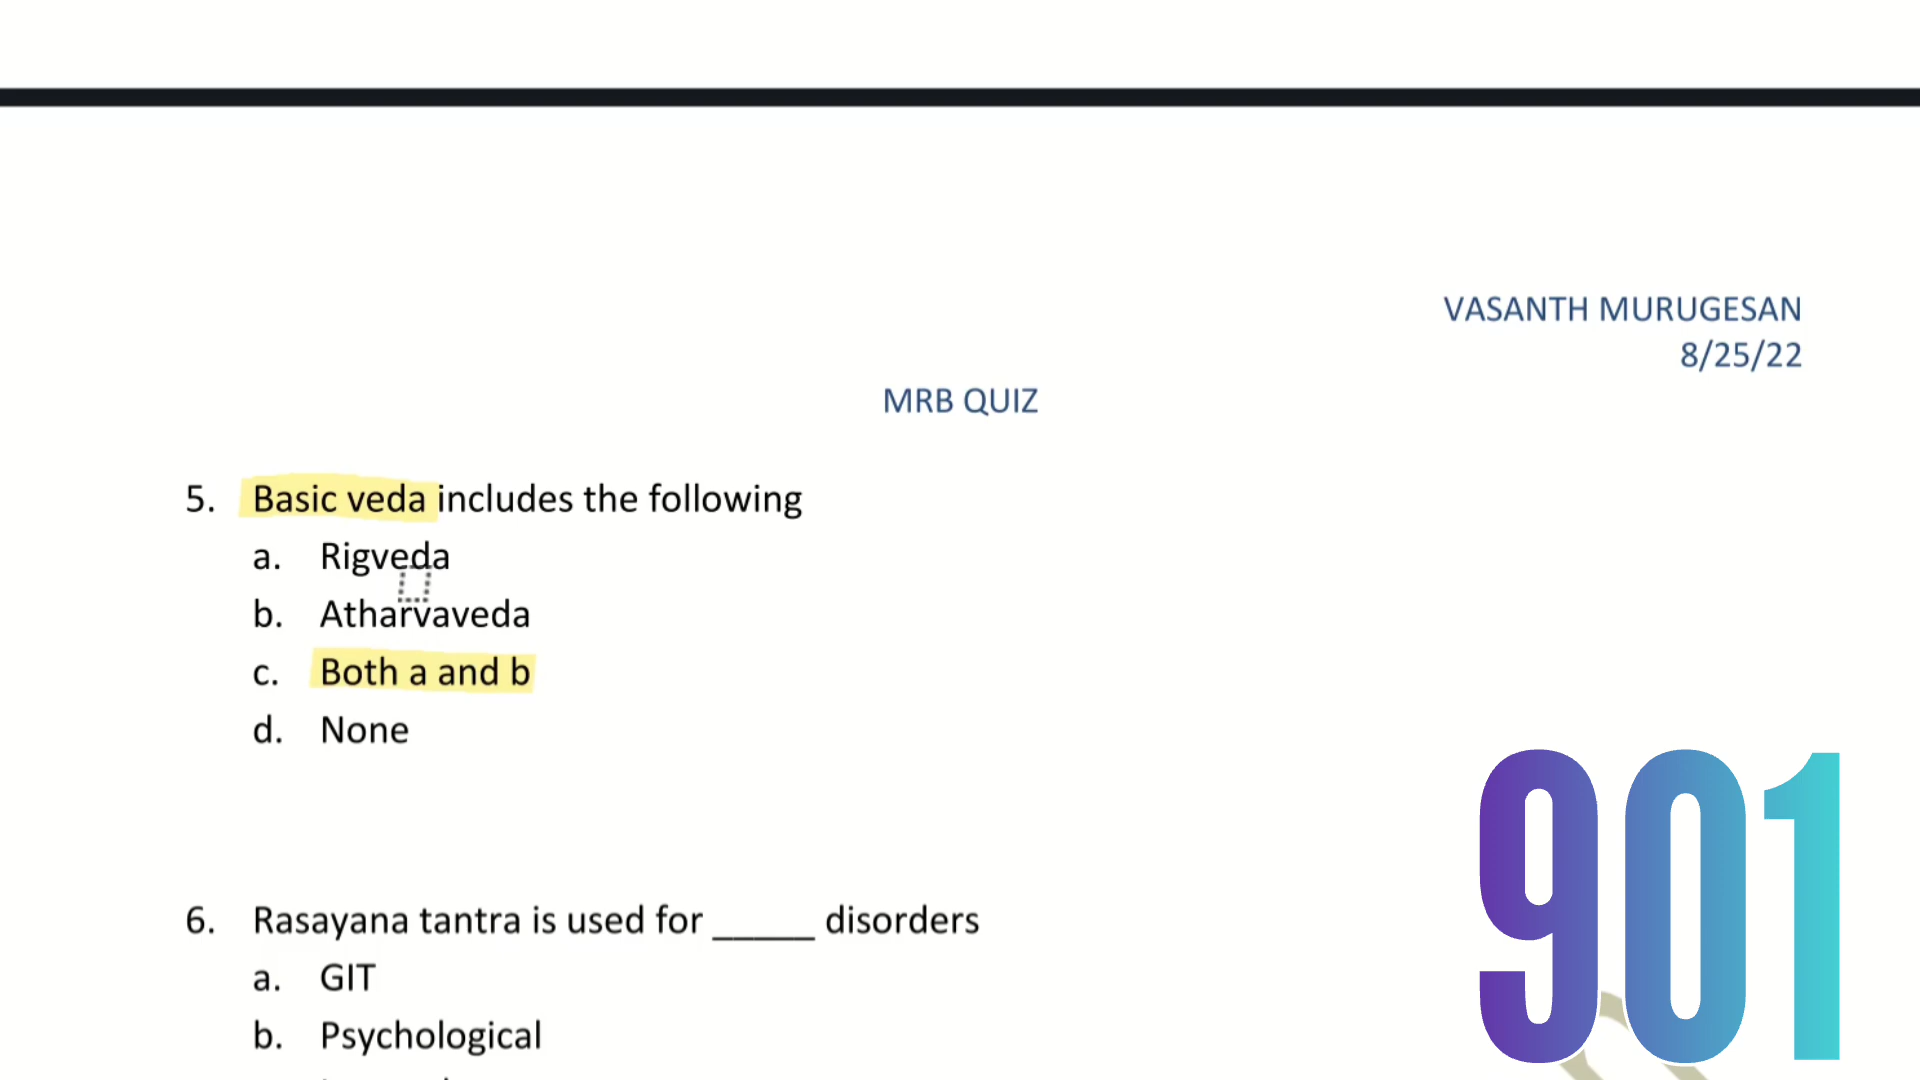 VASANTH MURUGESAN
8/25/22
MRB QUIZ
5. Basic veda includes the following
a. Rigveda
b. Atharvaveda
c. Both a and b
d. None
6. Rasayana tantra is used for _____ disorders
a. GIT
b. Psychological
901